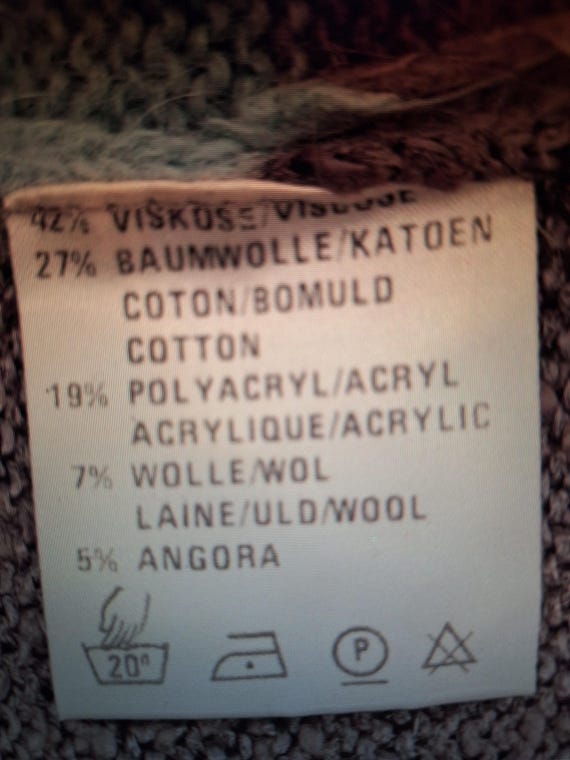 42% VISKOSE/VISCOSE
27% BAUMWOLLE/KATOEN
COTON/BOMULD
COTTON
19% POLYACRYL/ACRYL
ACRYLIQUE/ACRYLIC
7% WOLLE/WOL
LAINE/ULD/WOOL
5% ANGORA
20° P